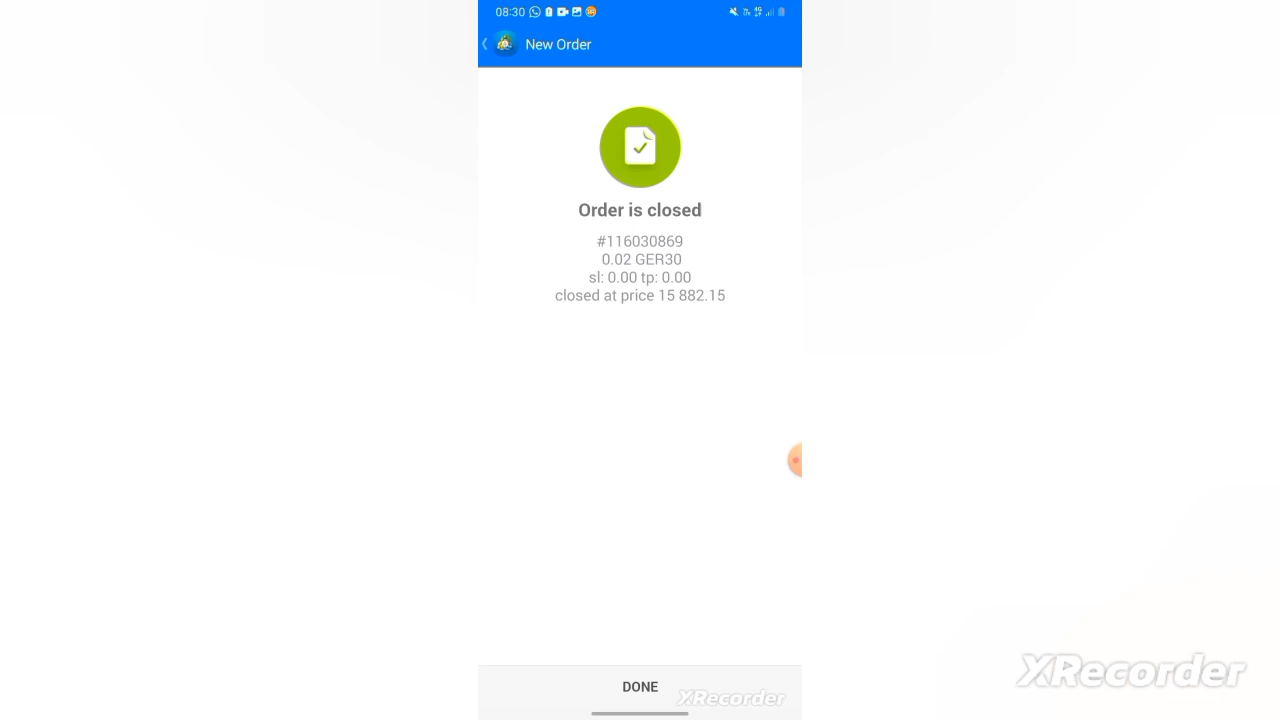 08:30
New Order
Order is closed
#116030869
0.02 GER30
sl: 0.00 tp: 0.00
closed at price 15 882.15
DONE
XRecorder
XRecorder